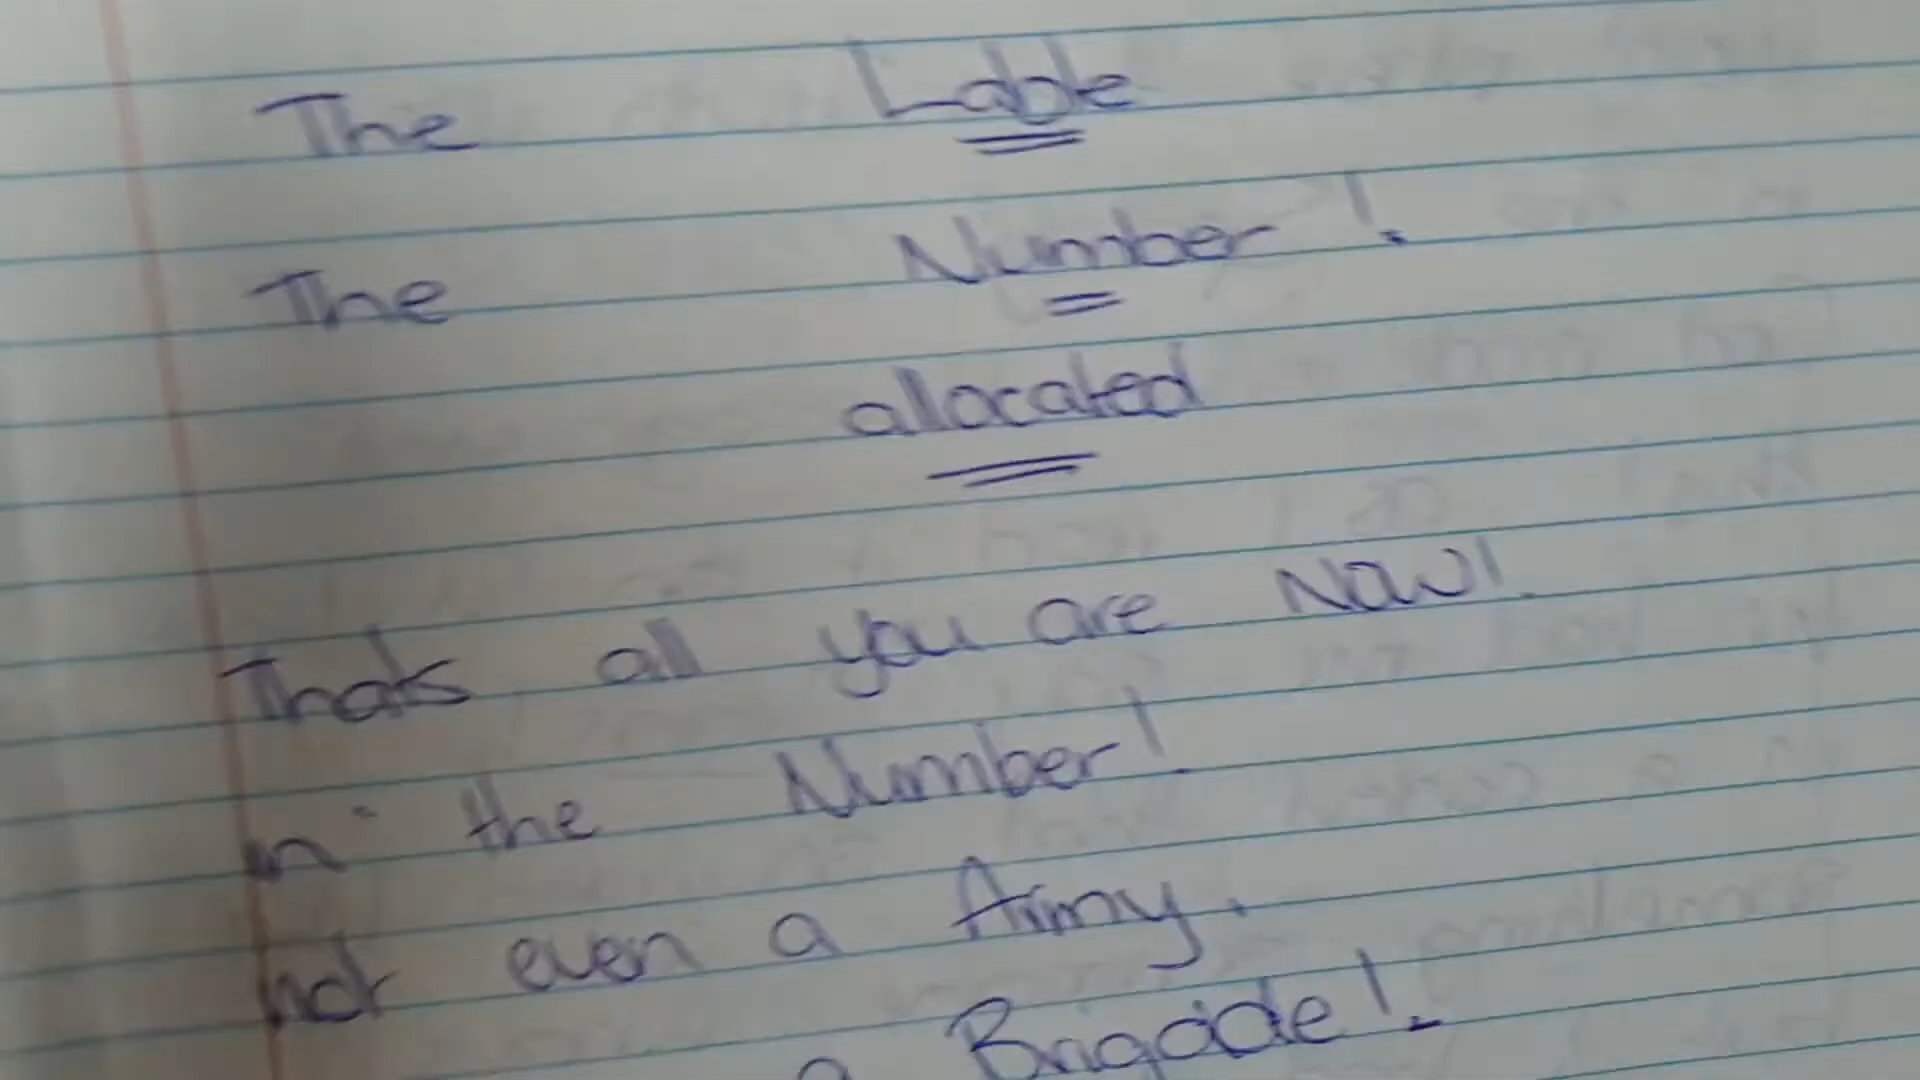 The Lable
The Number!
allocated
Thats all you are NOW!
in the Number!
not even a Army.
a Brigade!